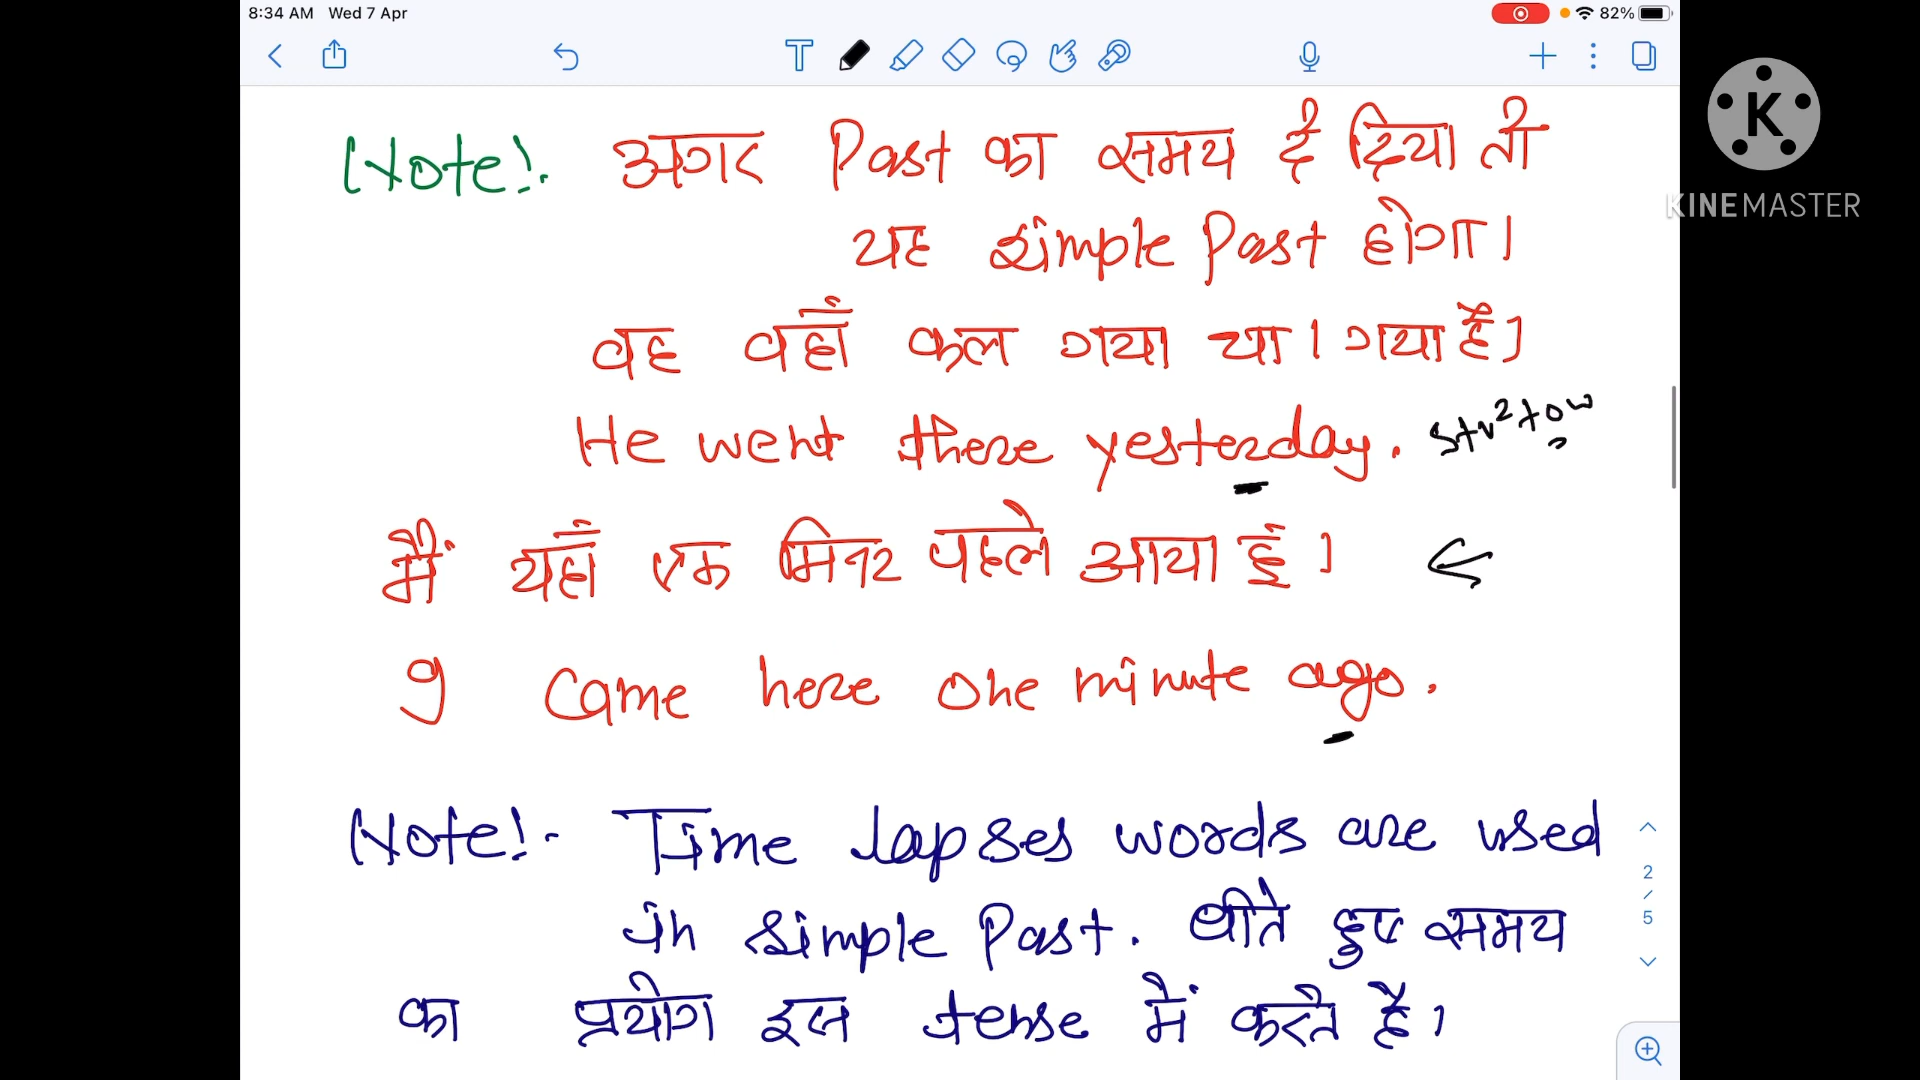 8:34 AM Wed 7 Apr
82%
T
K
KINEMASTER
Note:- अगर Past का समय दे दिया तो
यह simple Past होगा।
वह वहाँ कल गया था। गया है।
He went there yesterday. S+v2+ow
मैं यहाँ एक मिनट पहले आया हूँ।
I came here one minute ago.
Note:- Time lapses words are used
in simple Past. बीते हुए समय
का प्रयोग इस tense में करते है।
2
/
5